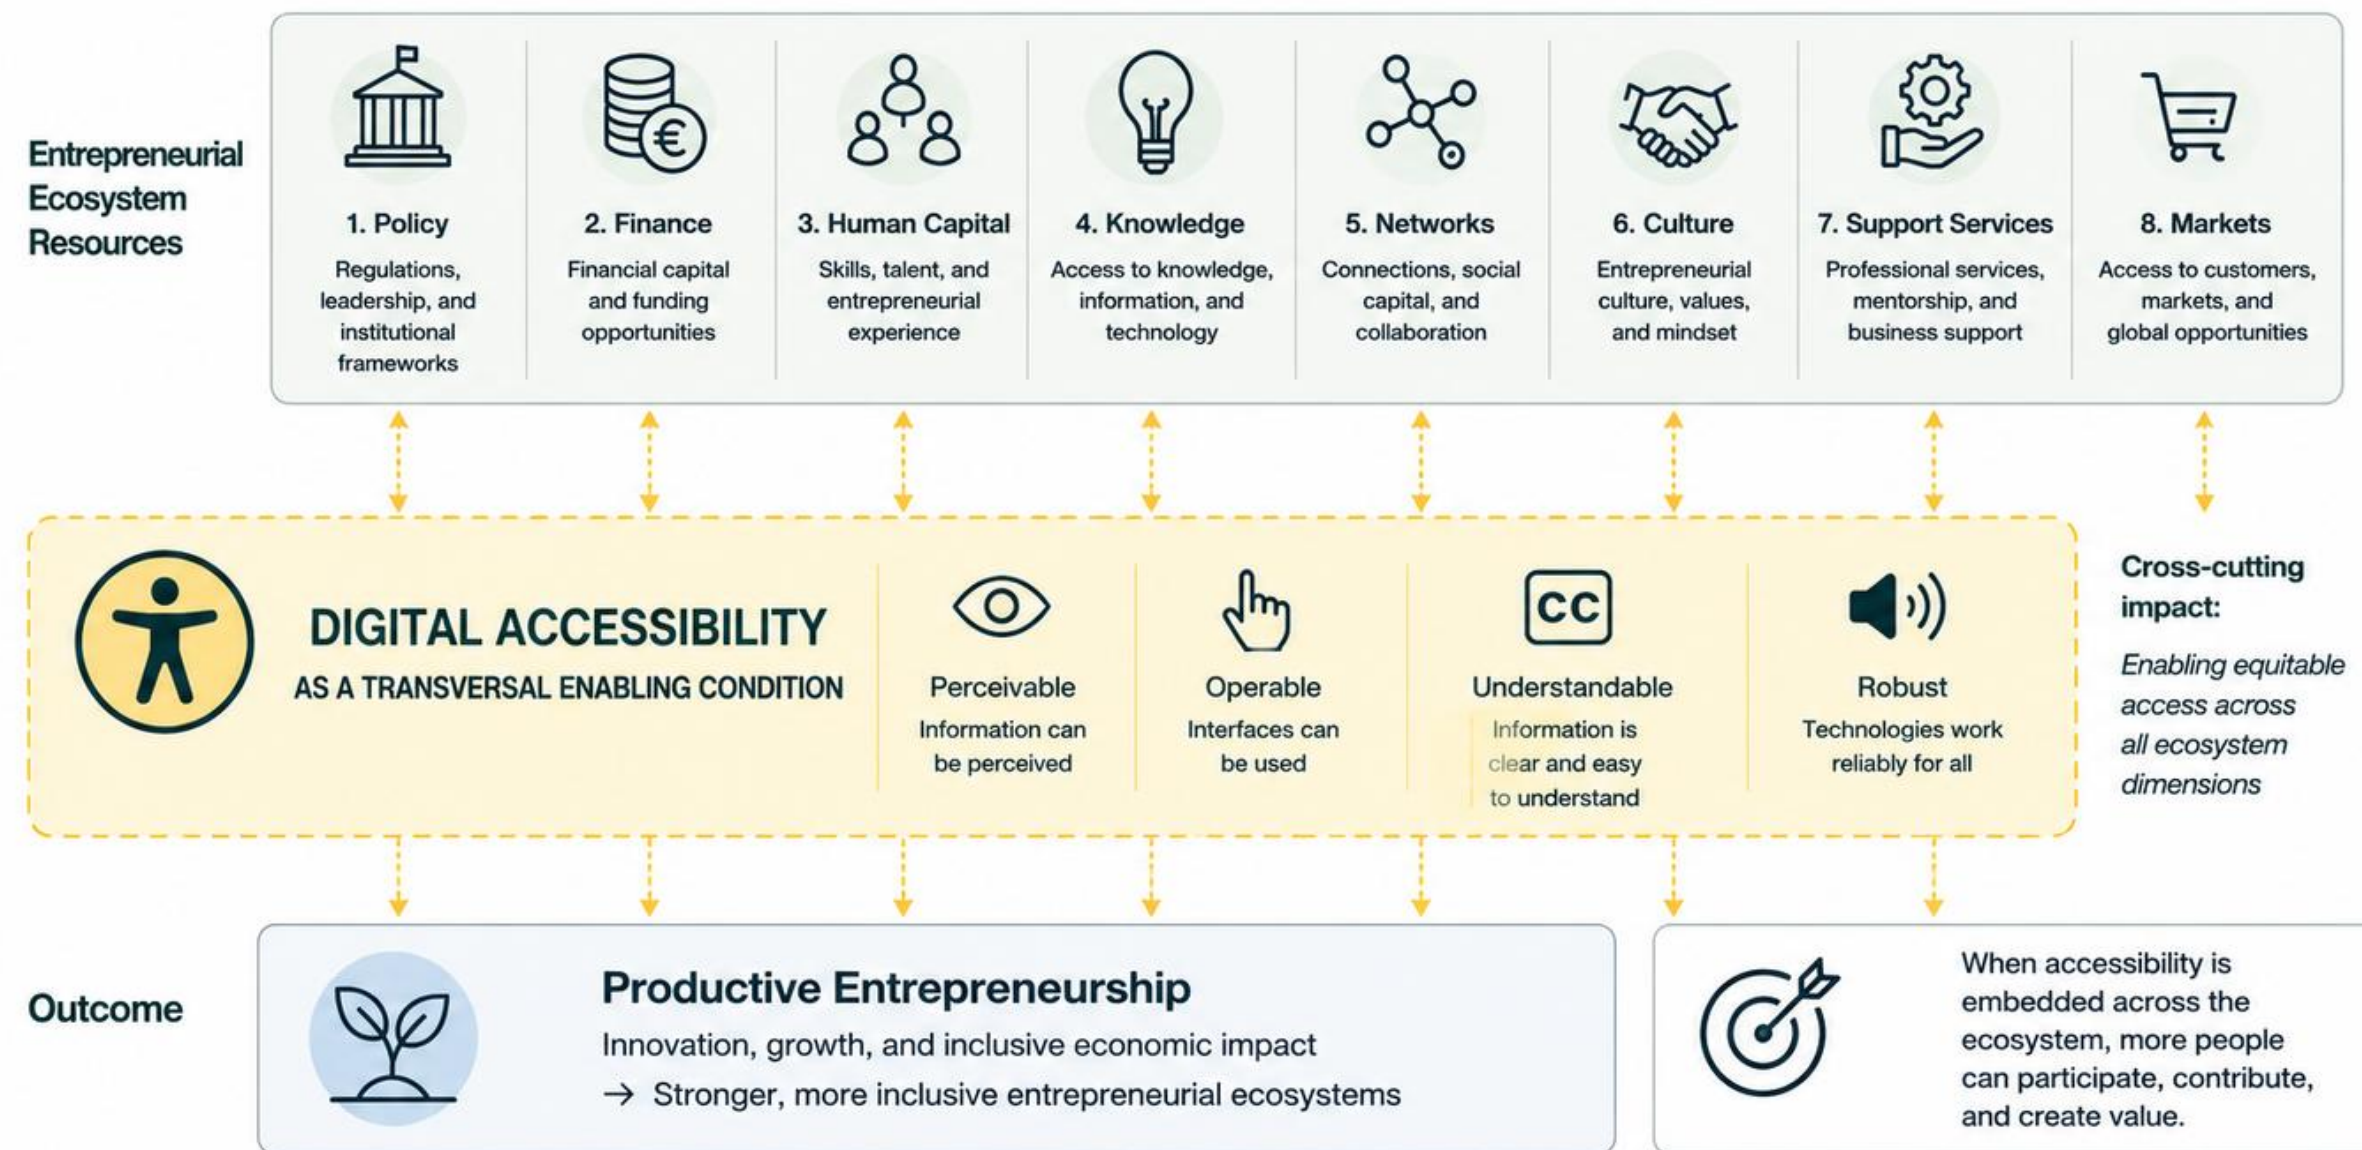 Entrepreneurial
Ecosystem
Resources
1. Policy
Regulations,
leadership, and
institutional
frameworks
2. Finance
Financial capital
and funding
opportunities
3. Human Capital
Skills, talent, and
entrepreneurial
experience
4. Knowledge
Access to knowledge,
information, and
technology
5. Networks
Connections, social
capital, and
collaboration
6. Culture
Entrepreneurial
culture, values,
and mindset
7. Support Services
Professional services,
mentorship, and
business support
8. Markets
Access to customers,
markets, and
global opportunities
DIGITAL ACCESSIBILITY
AS A TRANSVERSAL ENABLING CONDITION
Perceivable
Information can
be perceived
Operable
Interfaces can
be used
CC
Understandable
Information is
clear and easy
to understand
Robust
Technologies work
reliably for all
Cross-cutting
impact:
Enabling equitable
access across
all ecosystem
dimensions
Outcome
Productive Entrepreneurship
Innovation, growth, and inclusive economic impact
→ Stronger, more inclusive entrepreneurial ecosystems
When accessibility is
embedded across the
ecosystem, more people
can participate, contribute,
and create value.